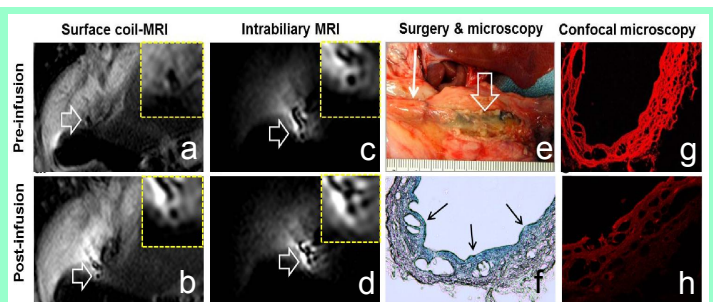 Surface coil-MRI
Intrabiliary MRI
Surgery & microscopy
Confocal microscopy
Pre-infusion
a
c
e
g
Post-infusion
b
d
f
h